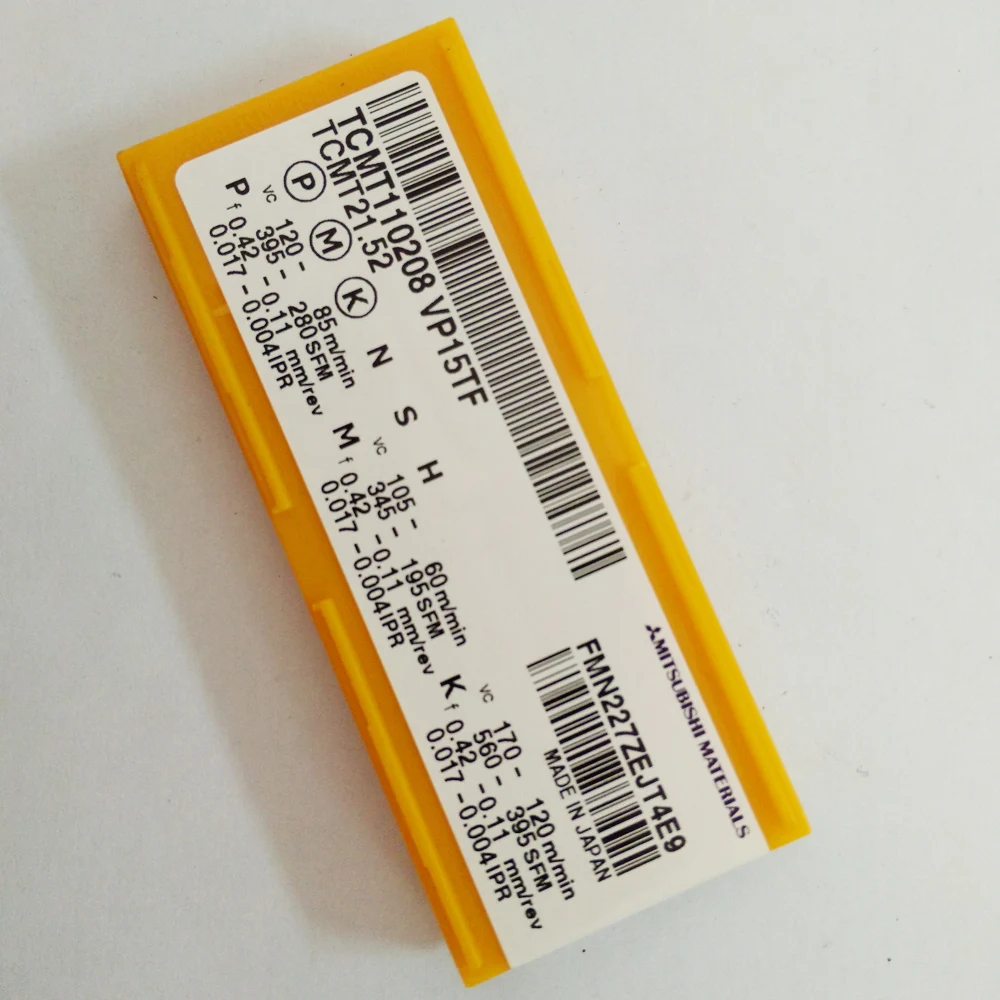 TCMT110208 VP15TF
TCMT21.52
P M K N S H
P vc 120 - 85 m/min
395 - 280 SFM
f 0.42 - 0.11 mm/rev
0.017 - 0.004 IPR
M vc 105 - 60 m/min
345 - 195 SFM
f 0.42 - 0.11 mm/rev
0.017 - 0.004 IPR
K vc 170 - 120 m/min
560 - 395 SFM
f 0.42 - 0.11 mm/rev
0.017 - 0.004 IPR
MITSUBISHI MATERIALS
FMN227ZEJT4E9
MADE IN JAPAN